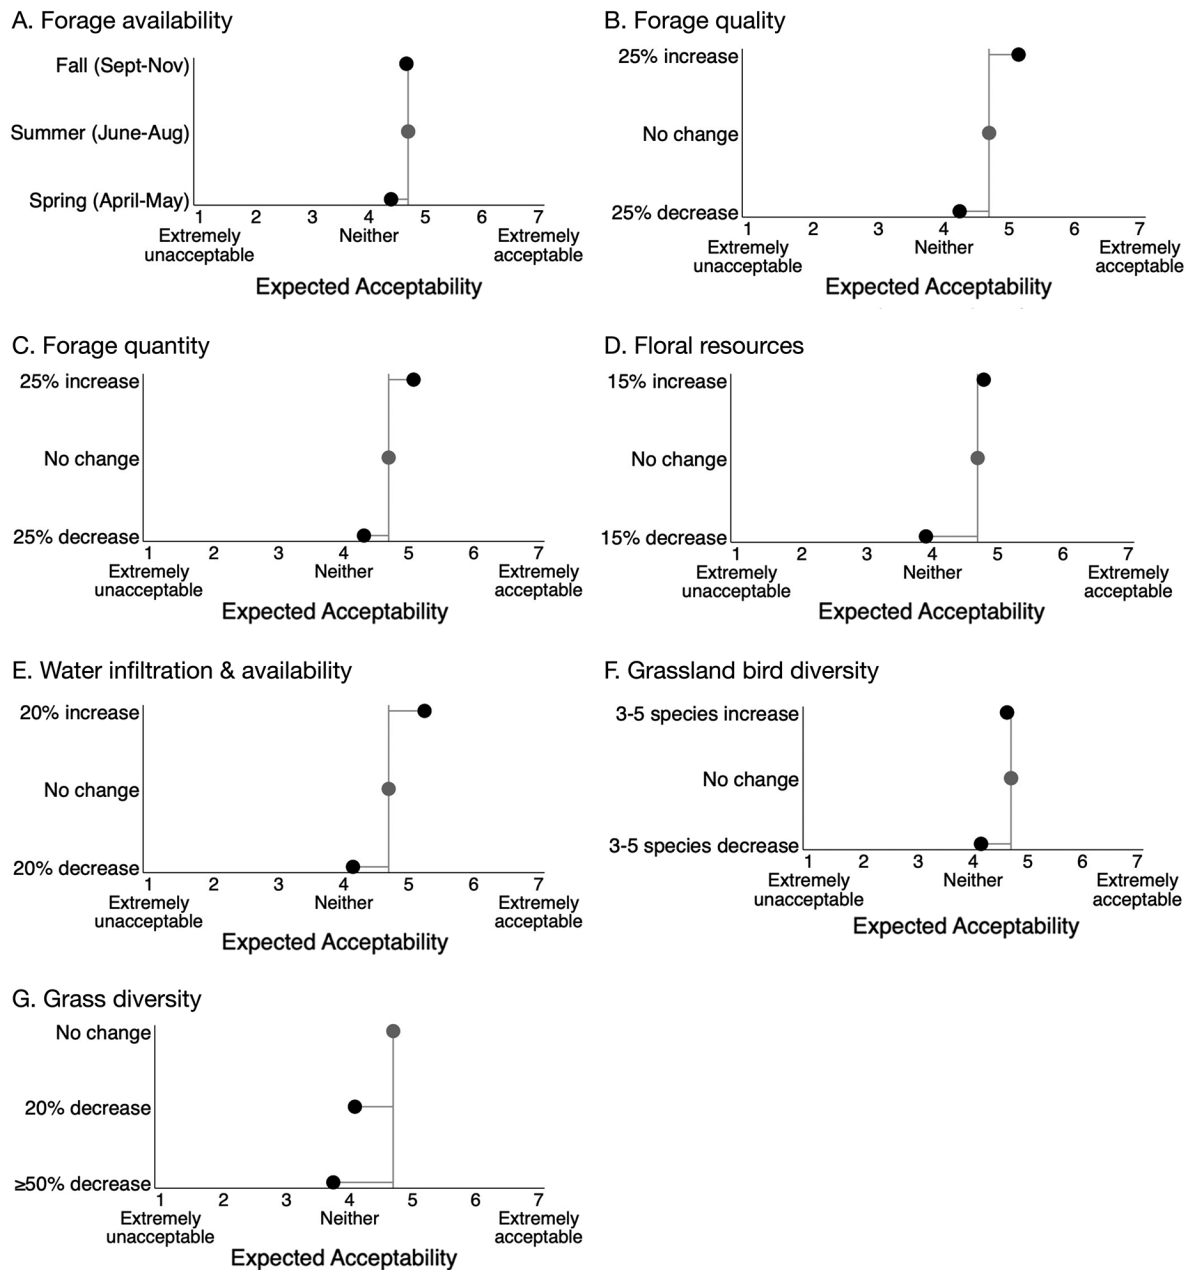 A. Forage availability
Fall (Sept-Nov)
Summer (June-Aug)
Spring (April-May)
1 2 3 4 5 6 7
Extremely unacceptable Neither Extremely acceptable
Expected Acceptability
B. Forage quality
25% increase
No change
25% decrease
1 2 3 4 5 6 7
Extremely unacceptable Neither Extremely acceptable
Expected Acceptability
C. Forage quantity
25% increase
No change
25% decrease
1 2 3 4 5 6 7
Extremely unacceptable Neither Extremely acceptable
Expected Acceptability
D. Floral resources
15% increase
No change
15% decrease
1 2 3 4 5 6 7
Extremely unacceptable Neither Extremely acceptable
Expected Acceptability
E. Water infiltration & availability
20% increase
No change
20% decrease
1 2 3 4 5 6 7
Extremely unacceptable Neither Extremely acceptable
Expected Acceptability
F. Grassland bird diversity
3-5 species increase
No change
3-5 species decrease
1 2 3 4 5 6 7
Extremely unacceptable Neither Extremely acceptable
Expected Acceptability
G. Grass diversity
No change
20% decrease
≥50% decrease
1 2 3 4 5 6 7
Extremely unacceptable Neither Extremely acceptable
Expected Acceptability